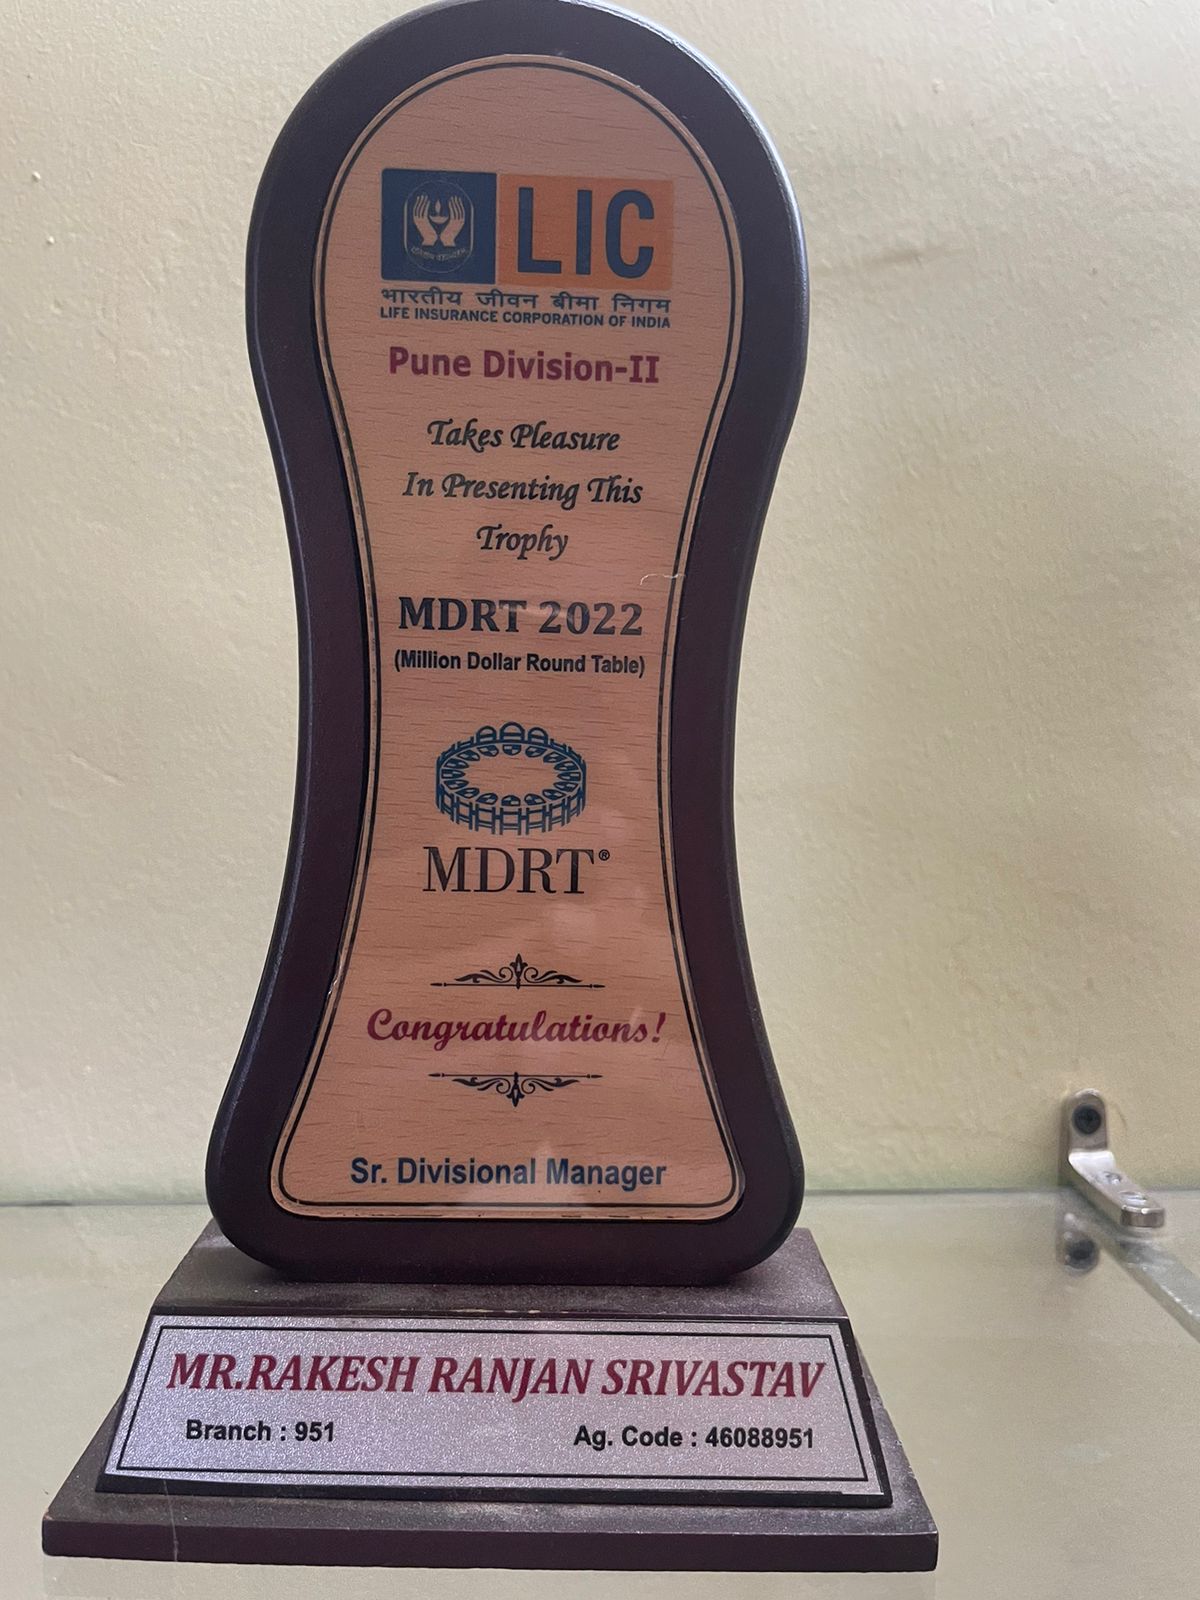 LIC
भारतीय जीवन बीमा निगम
LIFE INSURANCE CORPORATION OF INDIA
Pune Division-II
Takes Pleasure
In Presenting This
Trophy
MDRT 2022
(Million Dollar Round Table)
MDRT®
Congratulations!
Sr. Divisional Manager
MR.RAKESH RANJAN SRIVASTAV
Branch : 951 Ag. Code : 46088951